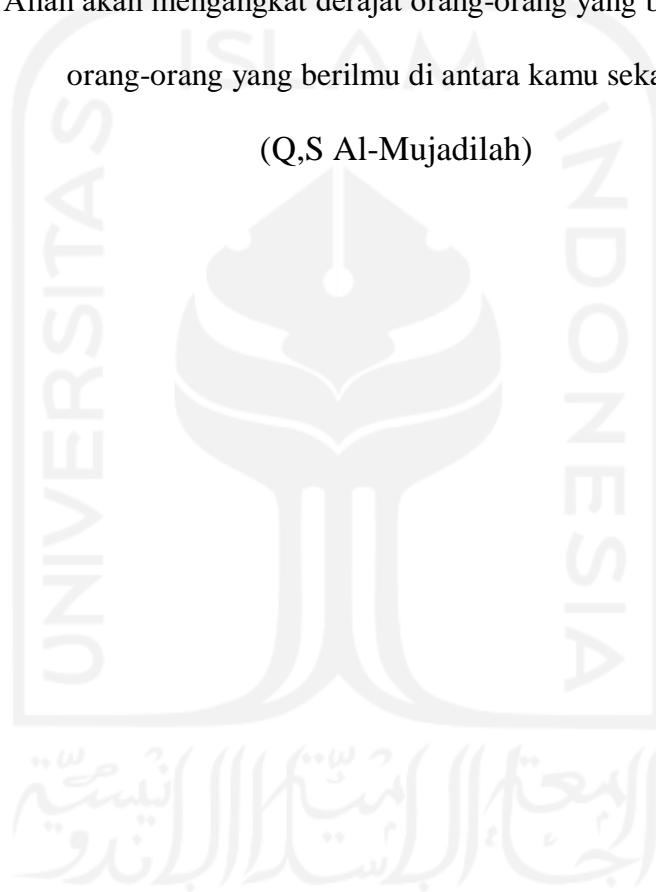 Allah akan mengangkat derajat orang-orang yang
orang-orang yang berilmu di antara kamu
(Q,S Al-Mujadilah)
ISLAM
UNIVERSITAS
INDONESIA